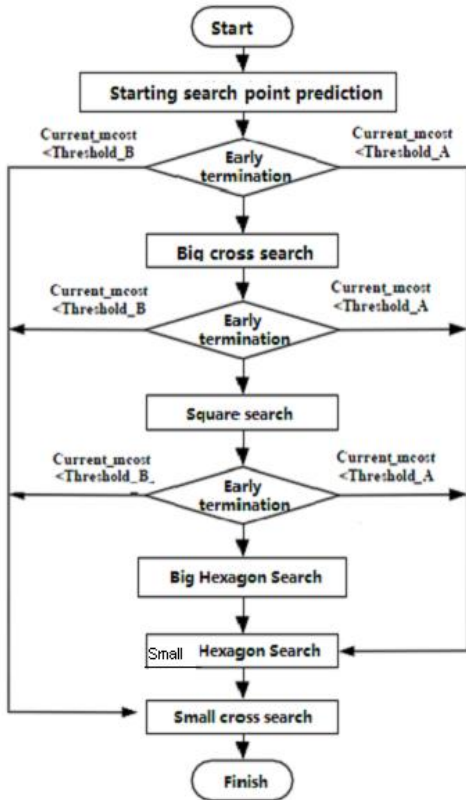 Start
Starting search point prediction
Current_mcost
<Threshold_B
Early
termination
Current_mcost
<Threshold_A
Big cross search
Current_mcost
<Threshold_B
Early
termination
Current_mcost
<Threshold_A
Square search
Current_mcost
<Threshold_B
Early
termination
Current_mcost
<Threshold_A
Big Hexagon Search
Small Hexagon Search
Small cross search
Finish